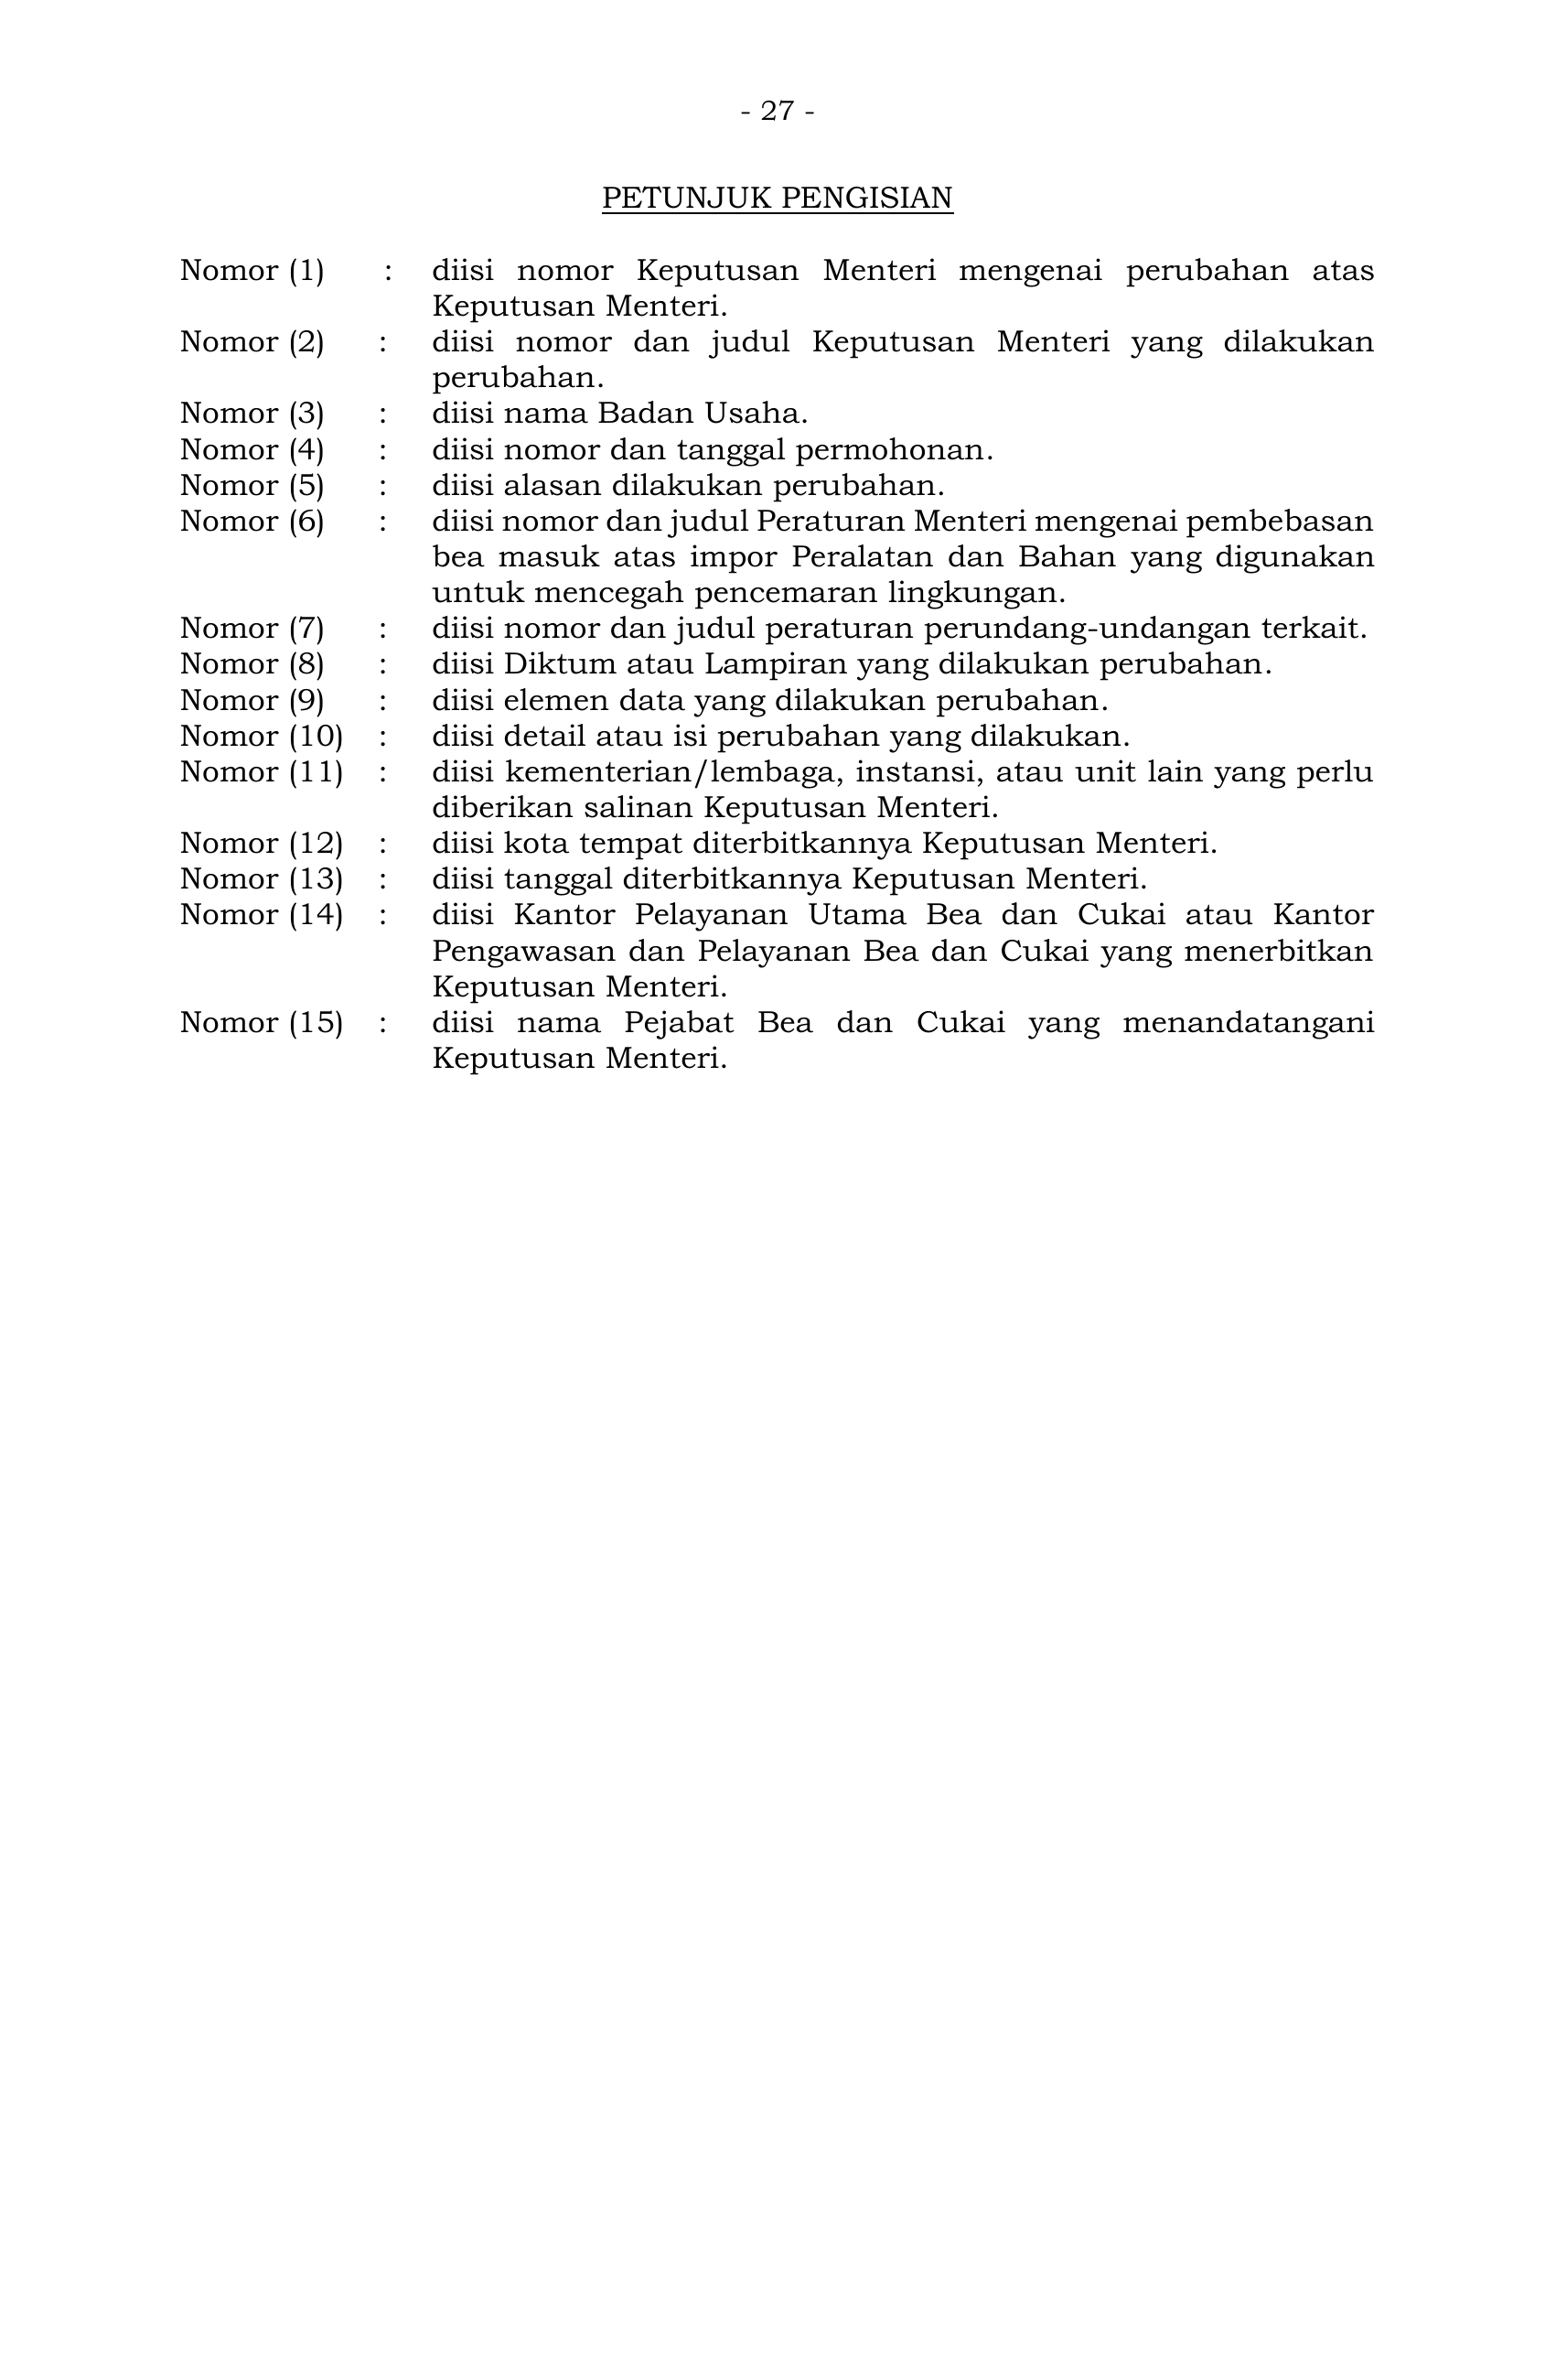 - 27 -
PETUNJUK PENGISIAN
Nomor (1) : diisi nomor Keputusan Menteri mengenai perubahan atas
Keputusan Menteri.
Nomor (2) : diisi nomor dan judul Keputusan Menteri yang dilakukan
perubahan.
Nomor (3) : diisi nama Badan Usaha.
Nomor (4) : diisi nomor dan tanggal permohonan.
Nomor (5) : diisi alasan dilakukan perubahan.
Nomor (6) : diisi nomor dan judul Peraturan Menteri mengenai pembebasan
bea masuk atas impor Peralatan dan Bahan yang digunakan
untuk mencegah pencemaran lingkungan.
Nomor (7) : diisi nomor dan judul peraturan perundang-undangan terkait.
Nomor (8) : diisi Diktum atau Lampiran yang dilakukan perubahan.
Nomor (9) : diisi elemen data yang dilakukan perubahan.
Nomor (10) : diisi detail atau isi perubahan yang dilakukan.
Nomor (11) : diisi kementerian/lembaga, instansi, atau unit lain yang perlu
diberikan salinan Keputusan Menteri.
Nomor (12) : diisi kota tempat diterbitkannya Keputusan Menteri.
Nomor (13) : diisi tanggal diterbitkannya Keputusan Menteri.
Nomor (14) : diisi Kantor Pelayanan Utama Bea dan Cukai atau Kantor
Pengawasan dan Pelayanan Bea dan Cukai yang menerbitkan
Keputusan Menteri.
Nomor (15) : diisi nama Pejabat Bea dan Cukai yang menandatangani
Keputusan Menteri.